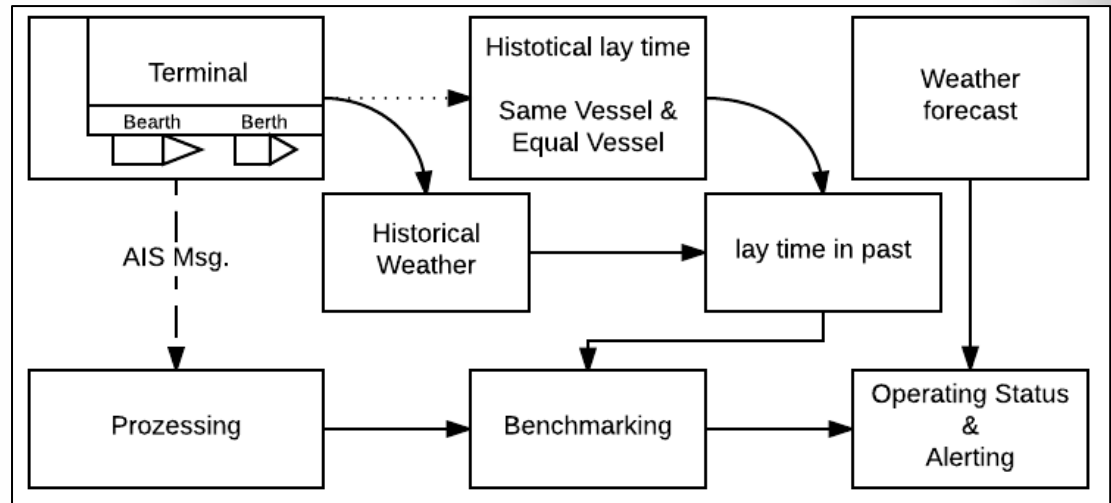 Terminal
Bearth
Berth
Histotical lay time
Same Vessel &
Equal Vessel
Weather
forecast
AIS Msg.
Historical
Weather
lay time in past
Prozessing
Benchmarking
Operating Status
&
Alerting